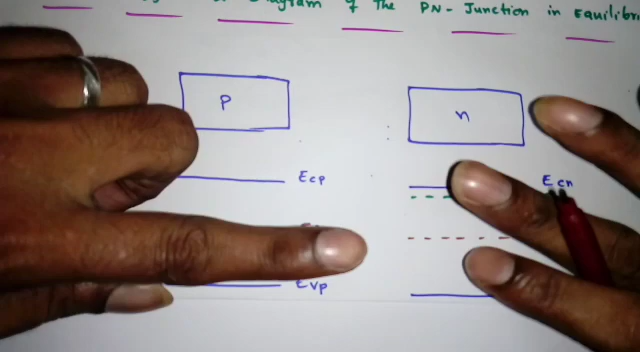 Diagram of The PN-Junction in Equilibri
P
n
Ecp
Ecn
Evp